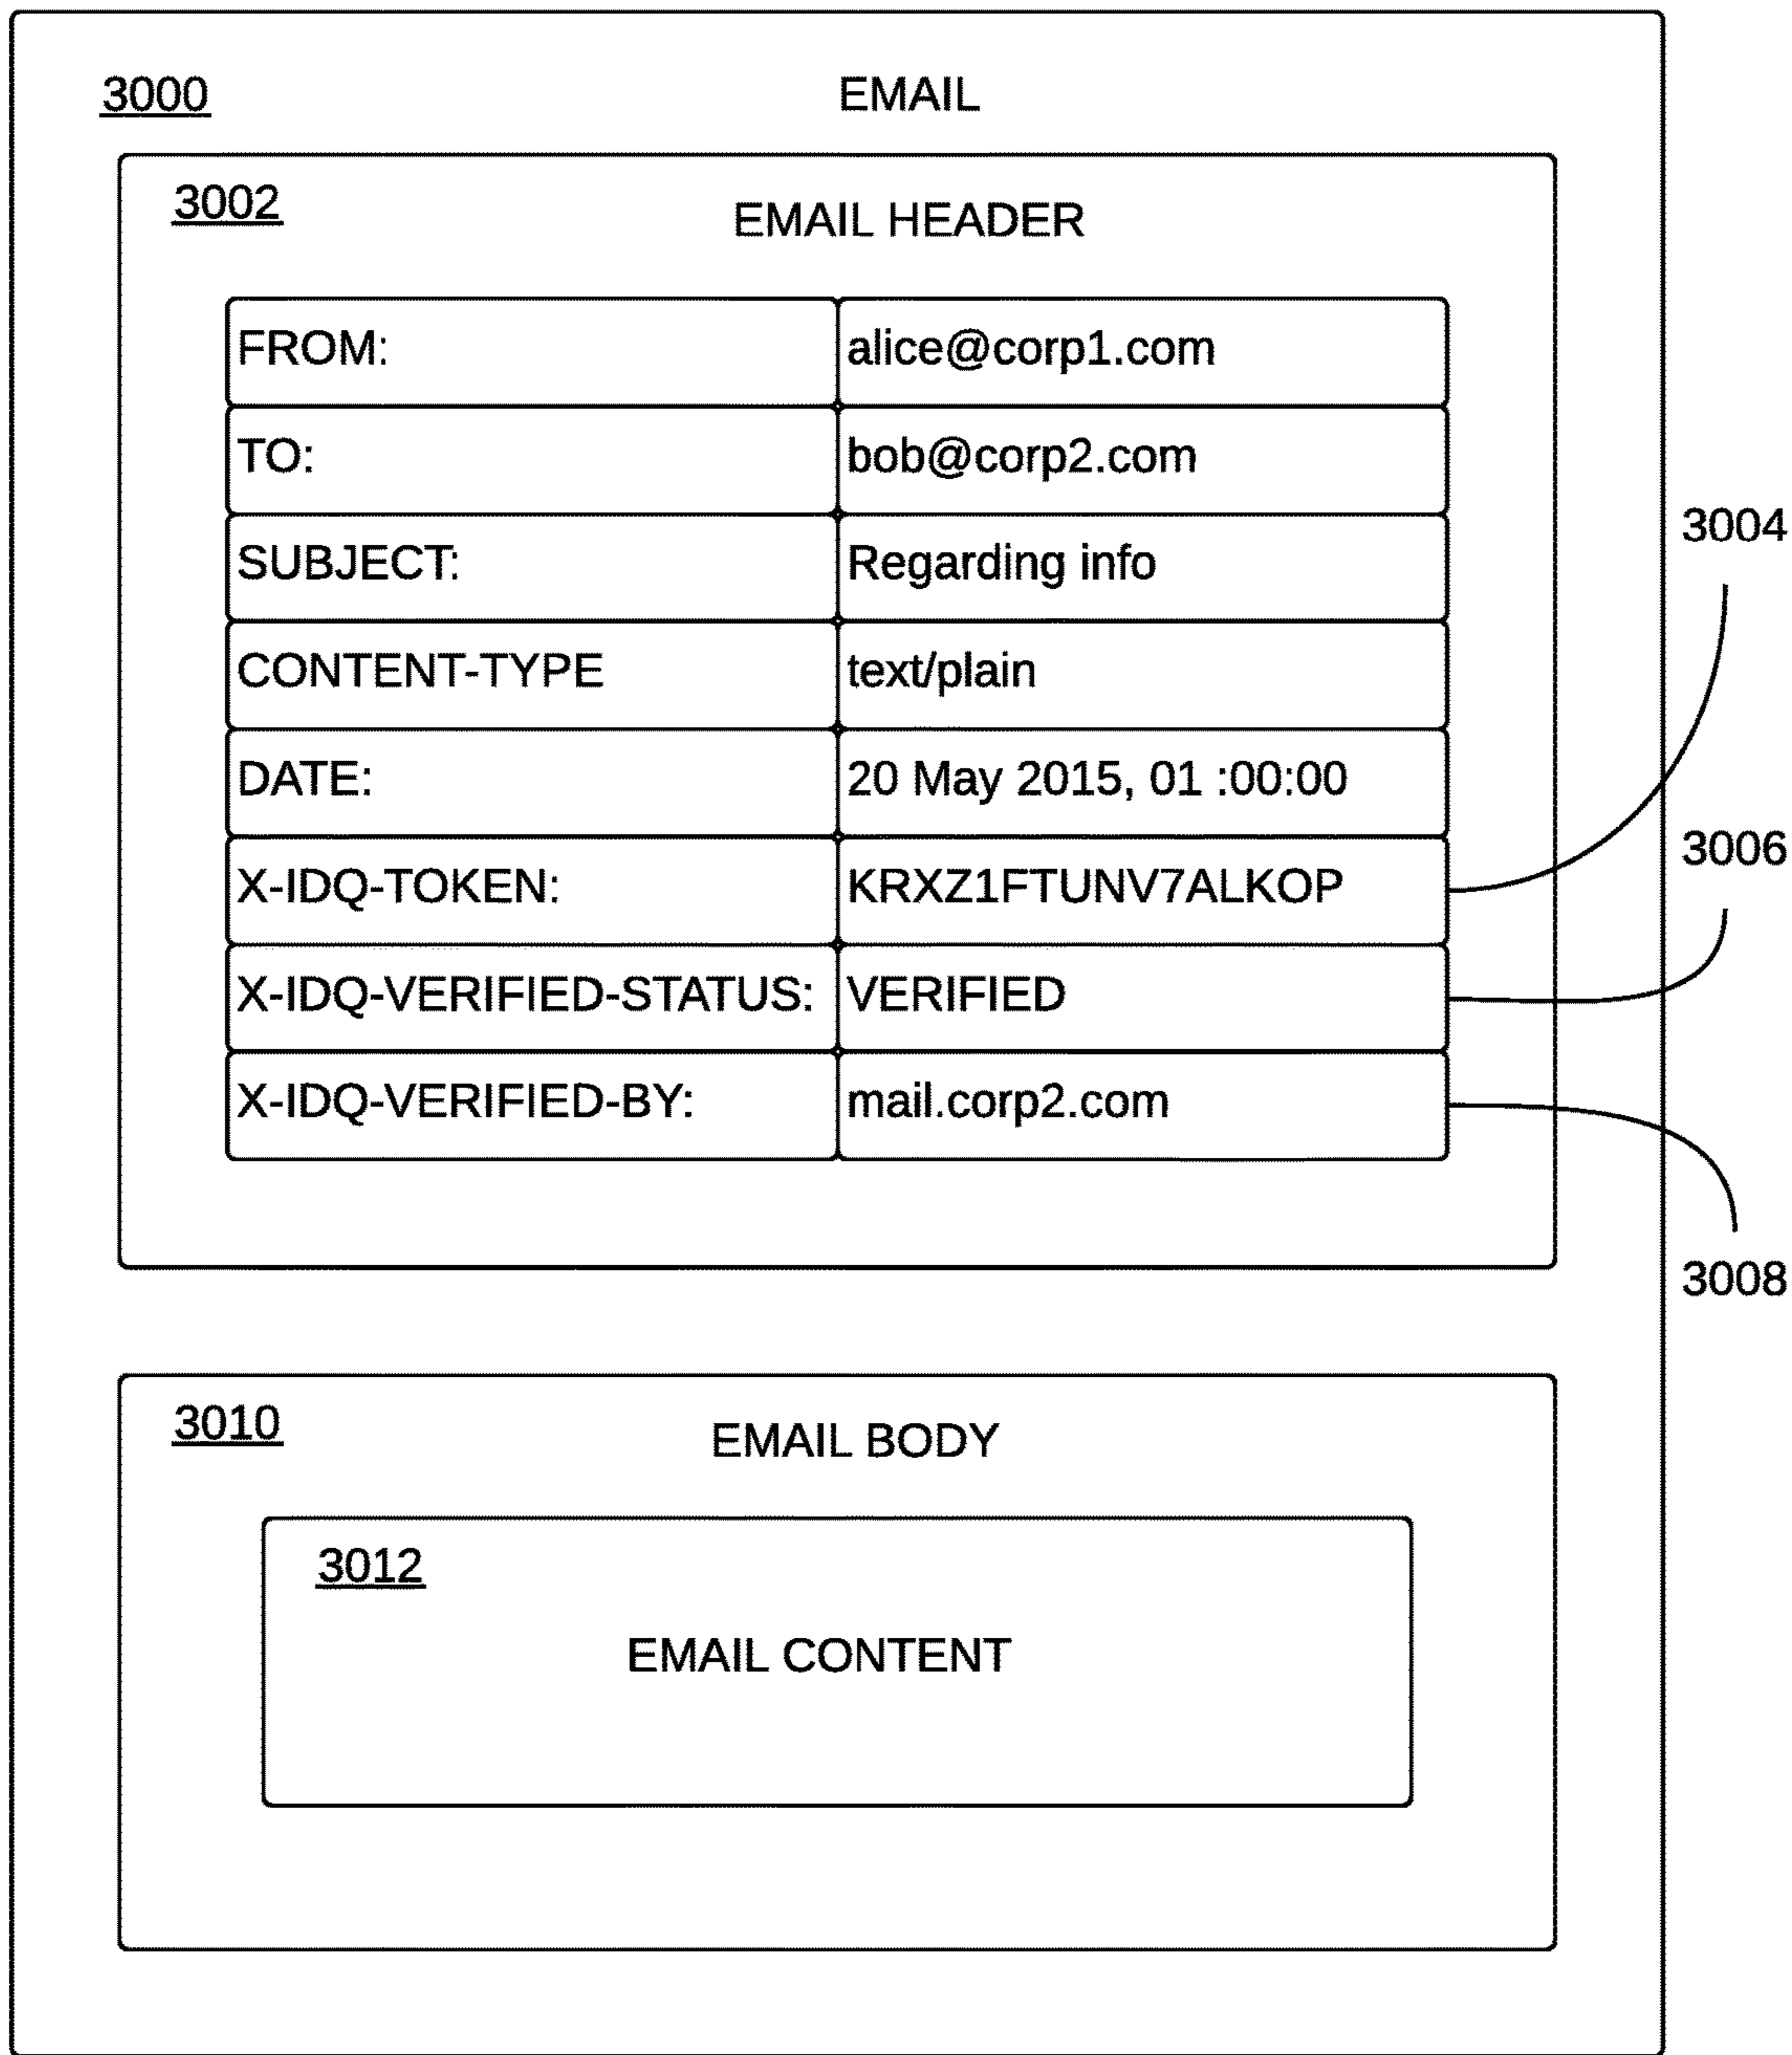 3000 EMAIL
3002 EMAIL HEADER
FROM: alice@corp1.com
TO: bob@corp2.com
SUBJECT: Regarding info
3004
CONTENT-TYPE text/plain
DATE: 20 May 2015, 01 :00:00
3006
X-IDQ-TOKEN: KRXZ1FTUNV7ALKOP
X-IDQ-VERIFIED-STATUS: VERIFIED
X-IDQ-VERIFIED-BY: mail.corp2.com
3008
3010 EMAIL BODY
3012
EMAIL CONTENT